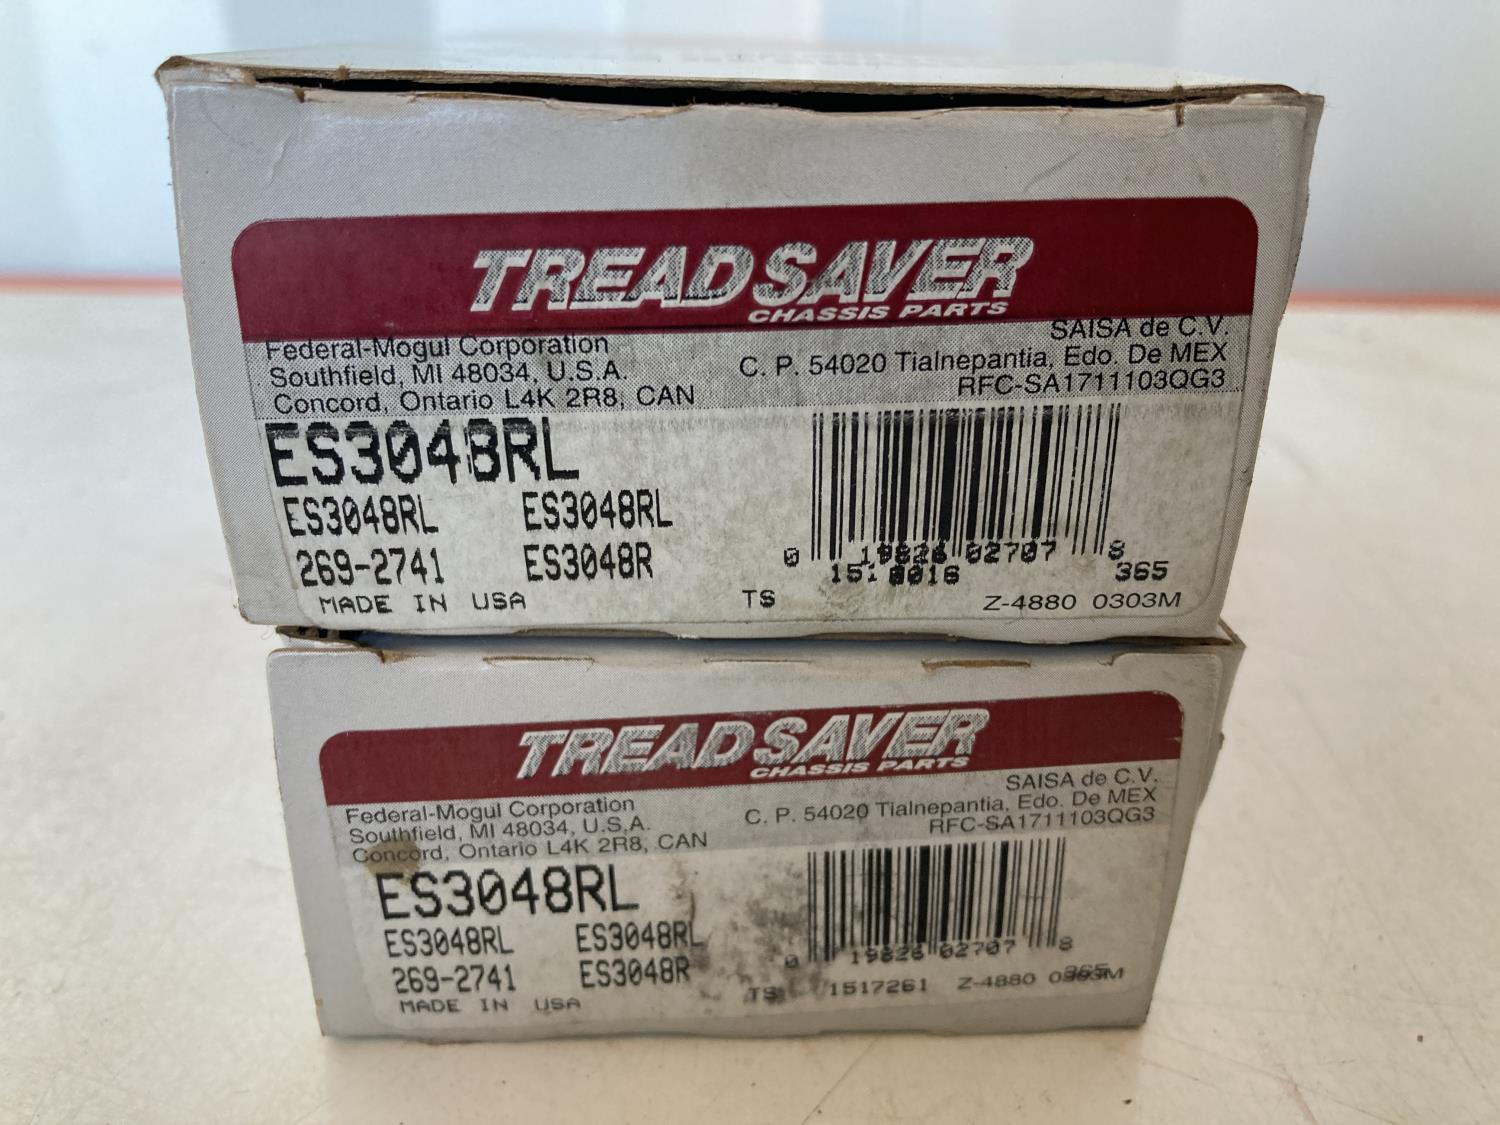 TREADSAVER
CHASSIS PARTS
Federal-Mogul Corporation
Southfield, MI 48034, U.S.A.
Concord, Ontario L4K 2R8, CAN
SAISA de C.V.
C. P. 54020 Tialnepantia, Edo. De MEX
RFC-SA1711103QG3
ES3048RL
ES3048RL ES3048RL
269-2741 ES3048R
MADE IN USA
0 19826 02707 8
365
TS
Z-4880 0303M
TREADSAVER
CHASSIS PARTS
Federal-Mogul Corporation
Southfield, MI 48034, U.S.A.
Concord, Ontario L4K 2R8, CAN
SAISA de C.V.
C. P. 54020 Tialnepantia, Edo. De MEX
RFC-SA1711103QG3
ES3048RL
ES3048RL ES3048RL
269-2741 ES3048R
MADE IN USA
0 19826 02707 8
365
TS 1517261 Z-4880 0303M